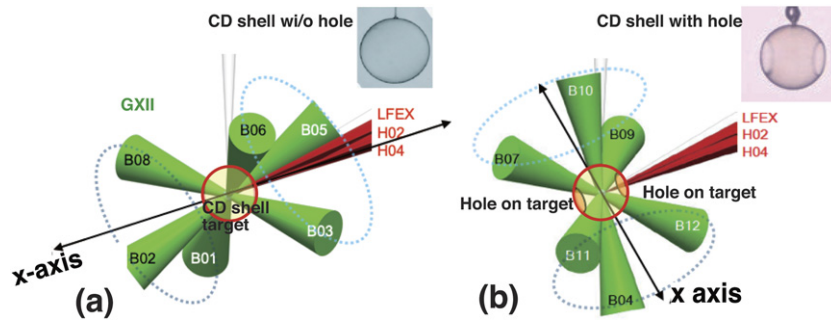 CD shell wi/o hole
GXII
B08
B06
B05
LFEX
H02
H04
CD shell
target
B03
x-axis
B02
B01
(a)
CD shell with hole
B10
B09
LFEX
H02
H04
B07
Hole on target
Hole on target
B12
B11
B04
x axis
(b)